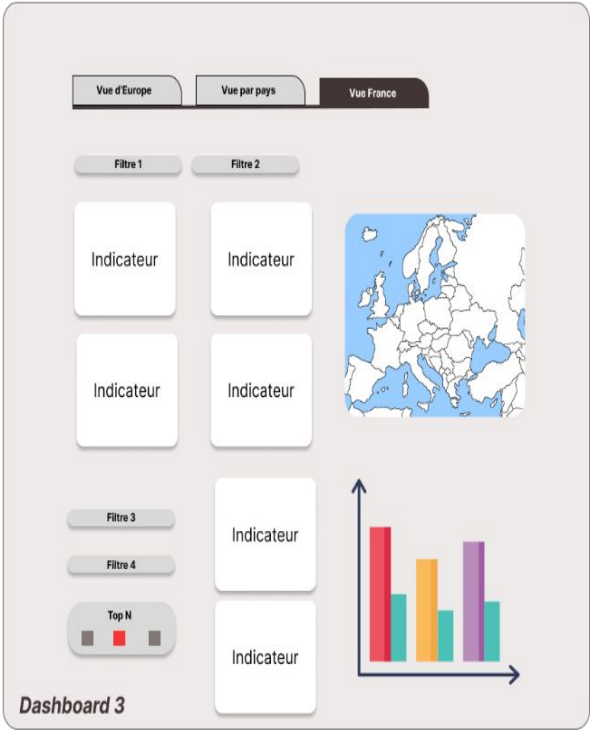 Vue d'Europe
Vue par pays
Vue France
Filtre 1
Filtre 2
Indicateur
Indicateur
Indicateur
Indicateur
Filtre 3
Filtre 4
Top N
Indicateur
Indicateur
Dashboard 3